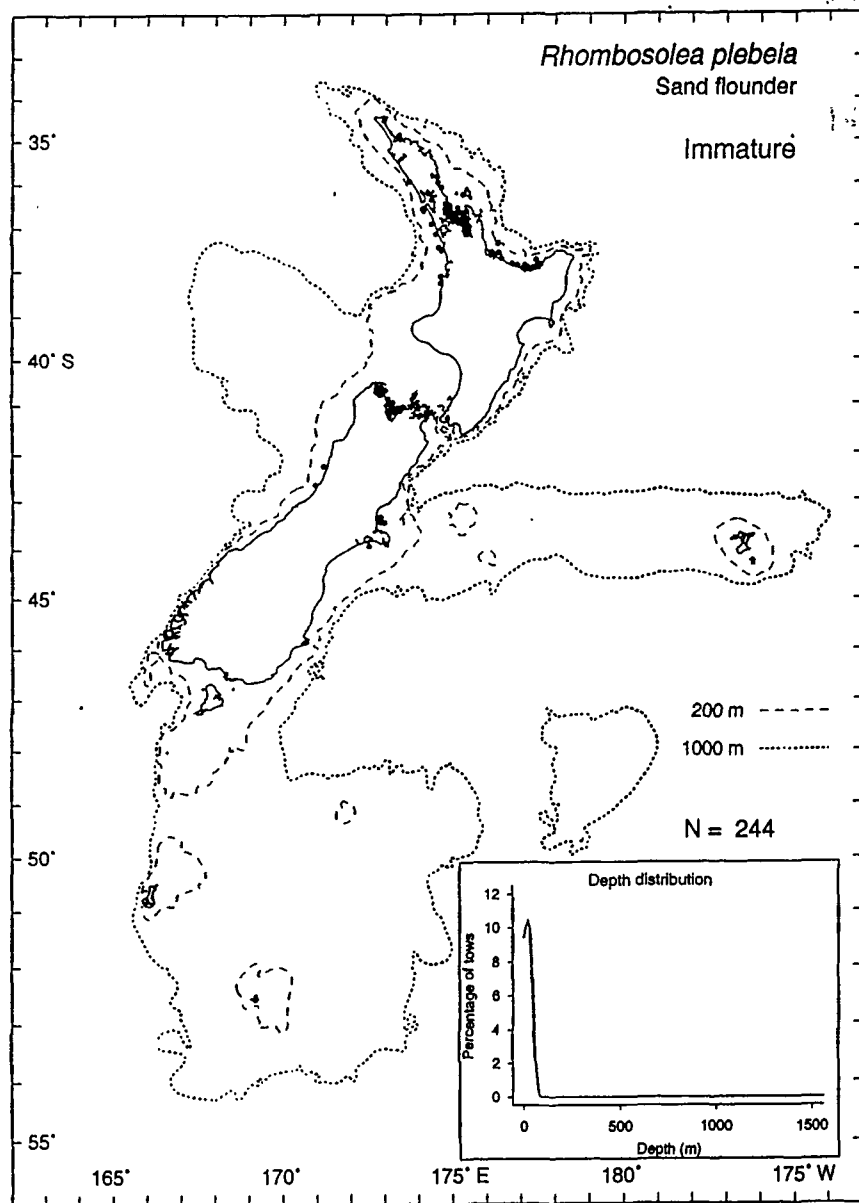 Rhombosolea plebeia
Sand flounder
Immature
35°
40° S
45°
50°
55°
200 m
1000 m
N = 244
Depth distribution
Percentage of tows
12
10
8
6
4
2
0
0 500 1000 1500
Depth (m)
165° 170° 175° E 180° 175° W